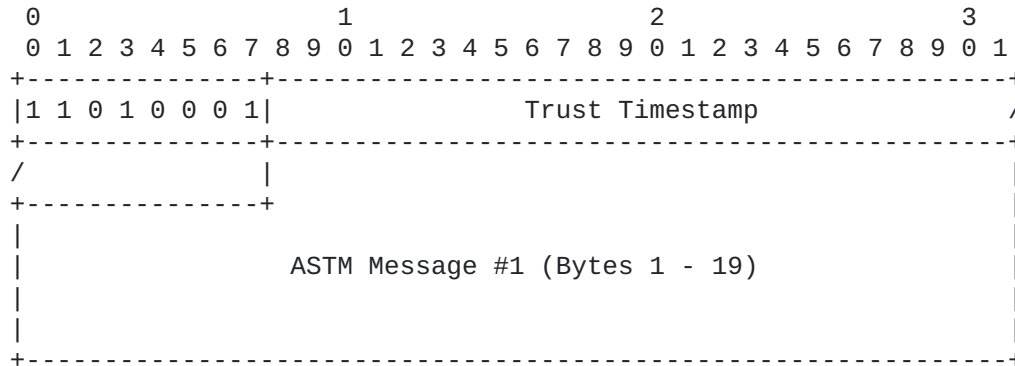 0                   1                   2                   3
0 1 2 3 4 5 6 7 8 9 0 1 2 3 4 5 6 7 8 9 0 1 2 3 4 5 6 7 8 9 0 1
+---------------+-----------------------------------------------+
|1 1 0 1 0 0 0 1|                Trust Timestamp                /
+---------------+-----------------------------------------------+
/               |                                               |
+---------------+                                               |
|                                                               |
|                 ASTM Message #1 (Bytes 1 - 19)                |
|                                                               |
|                                                               |
+---------------------------------------------------------------+